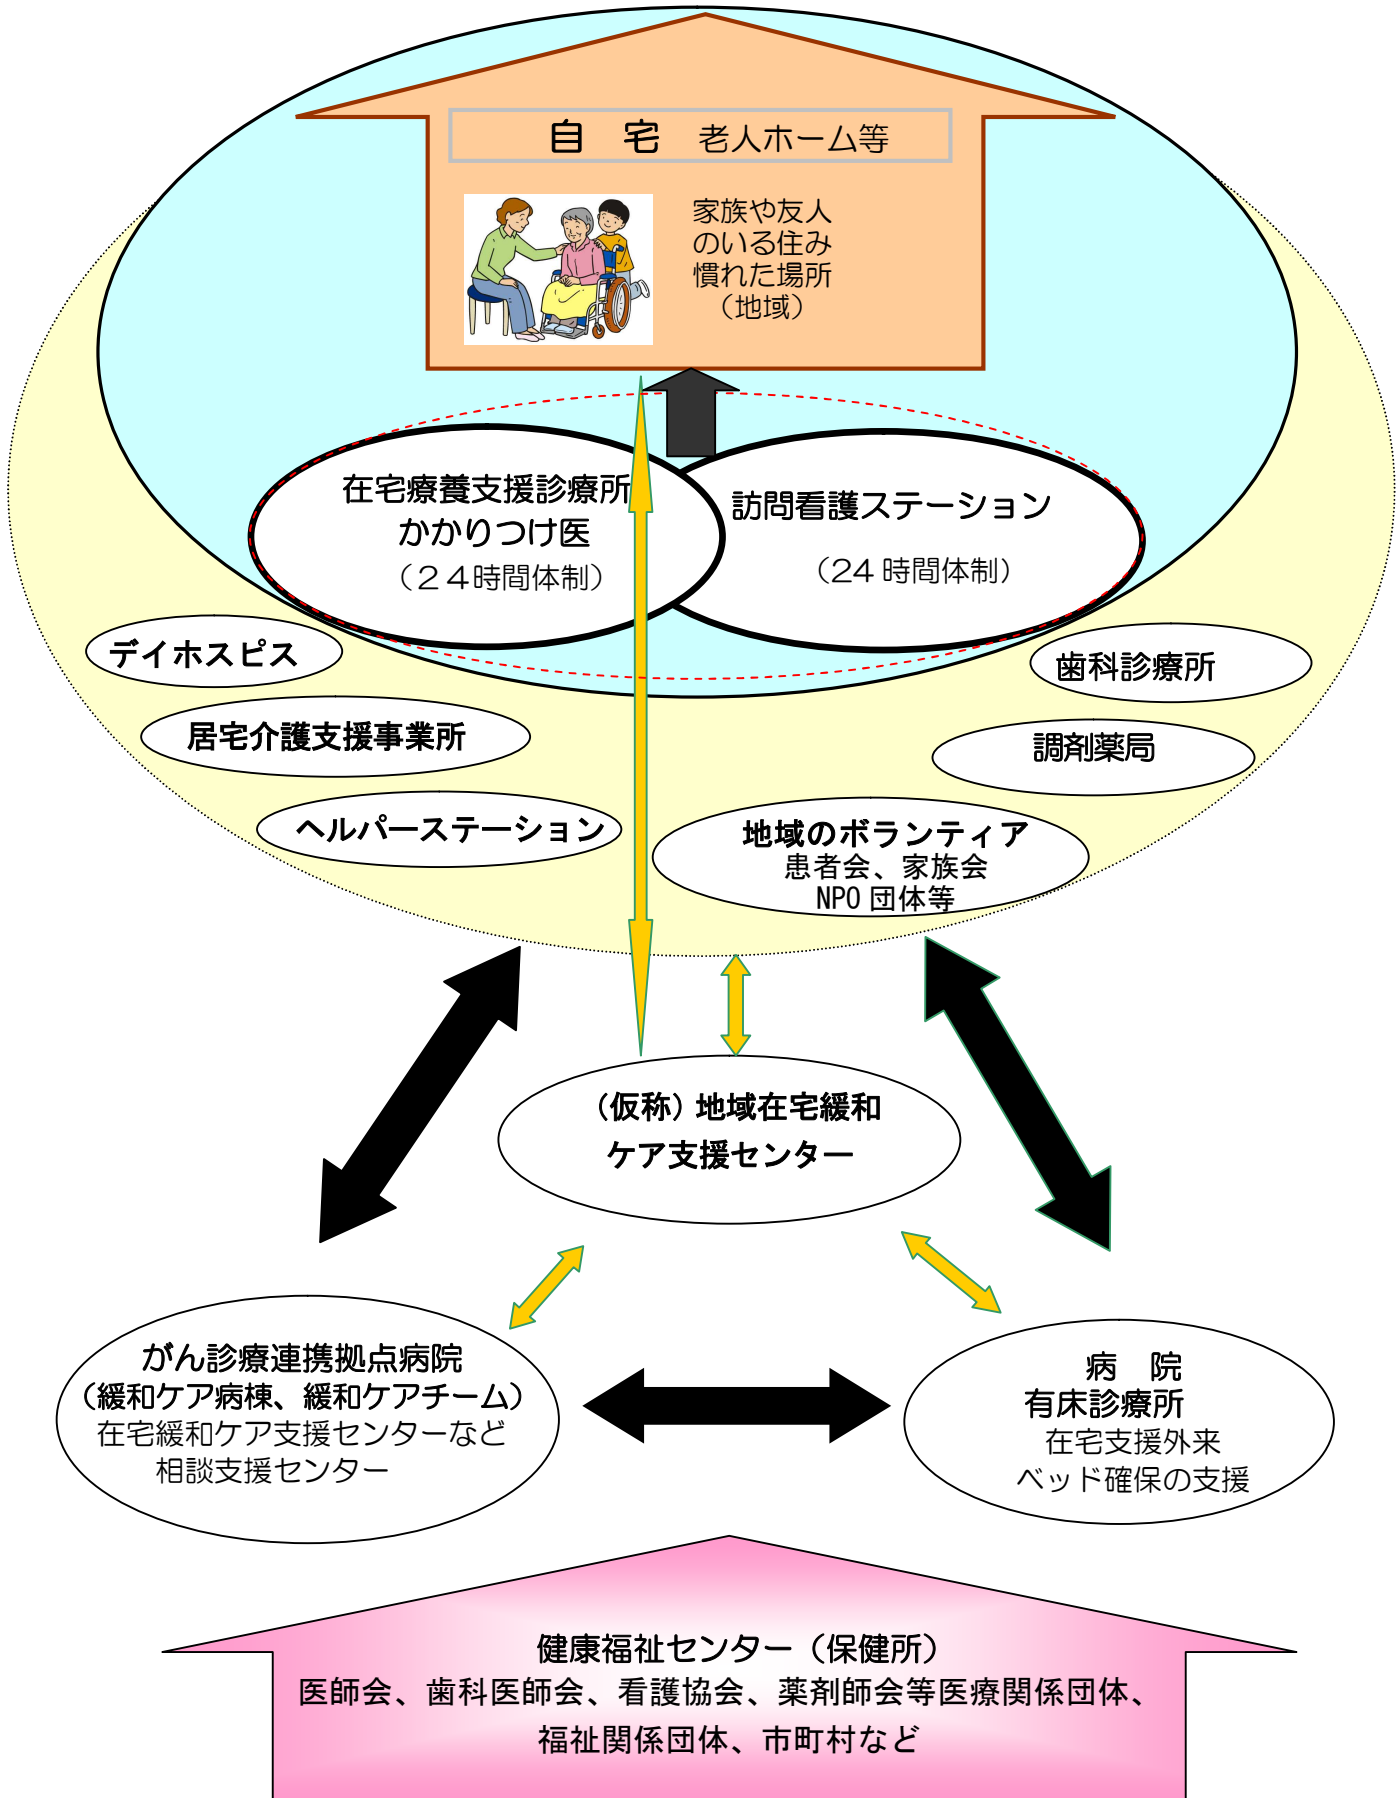 自　宅　老人ホーム等
家族や友人
のいる住み
慣れた場所
（地域）
在宅療養支援診療所
かかりつけ医
（２４時間体制）
訪問看護ステーション
（24時間体制）
デイホスピス
居宅介護支援事業所
ヘルパーステーション
歯科診療所
調剤薬局
地域のボランティア
患者会、家族会
NPO団体等
（仮称）地域在宅緩和
ケア支援センター
がん診療連携拠点病院
（緩和ケア病棟、緩和ケアチーム）
在宅緩和ケア支援センターなど
相談支援センター
病　院
有床診療所
在宅支援外来
ベッド確保の支援
健康福祉センター（保健所）
医師会、歯科医師会、看護協会、薬剤師会等医療関係団体、
福祉関係団体、市町村など